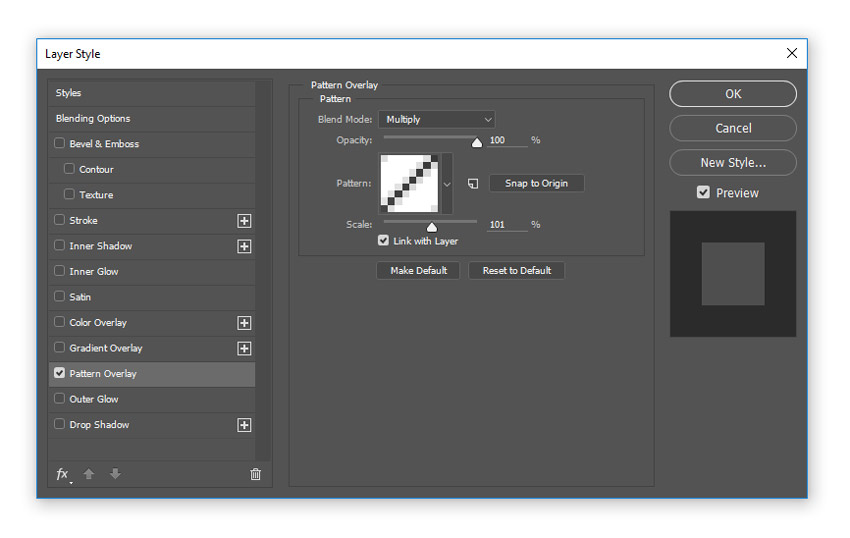 Layer Style
Styles
Blending Options
Bevel & Emboss
Contour
Texture
Stroke
Inner Shadow
Inner Glow
Satin
Color Overlay
Gradient Overlay
Pattern Overlay
Outer Glow
Drop Shadow
fx
Pattern Overlay
Pattern
Blend Mode: Multiply
Opacity: 100 %
Pattern: Snap to Origin
Scale: 101 %
Link with Layer
Make Default Reset to Default
OK
Cancel
New Style...
Preview